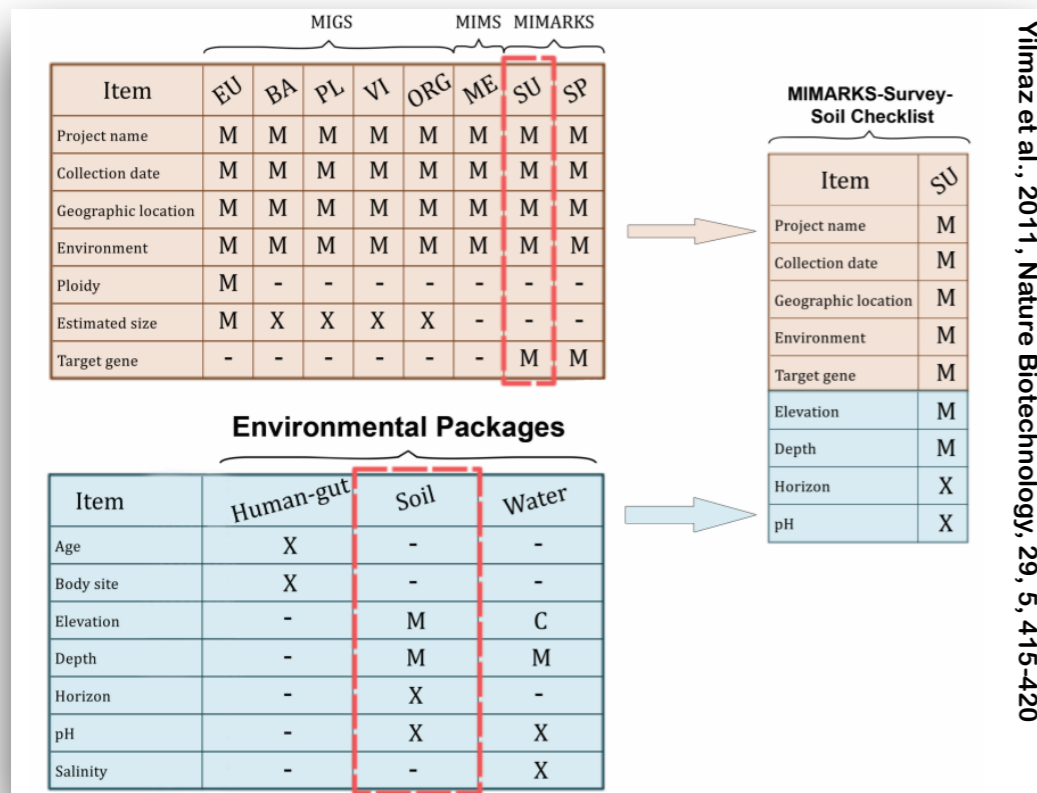 MIGS MIMS MIMARKS
Item EU BA PL VI ORG ME SU SP
Project name M M M M M M M M
Collection date M M M M M M M M
Geographic location M M M M M M M M
Environment M M M M M M M M
Ploidy M - - - - - - -
Estimated size M X X X X - - -
Target gene - - - - - - M M
Environmental Packages
Item Human-gut Soil Water
Age X - -
Body site X - -
Elevation - M C
Depth - M M
Horizon - X -
pH - X X
Salinity - - X
MIMARKS-Survey-
Soil Checklist
Item SU
Project name M
Collection date M
Geographic location M
Environment M
Target gene M
Elevation M
Depth M
Horizon X
pH X
Yilmaz et al., 2011, Nature Biotechnology, 29, 5, 415-420